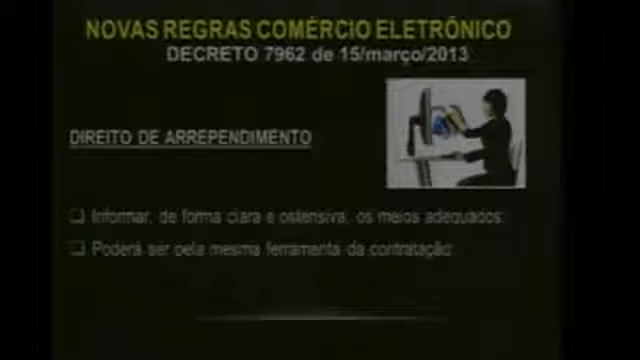 NOVAS REGRAS COMÉRCIO ELETRÔNICO
DECRETO 7962 de 15/março/2013
DIREITO DE ARREPENDIMENTO
❑ Informar, de forma clara e ostensiva, os meios adequados;
❑ Poderá ser pela mesma ferramenta da contratação;